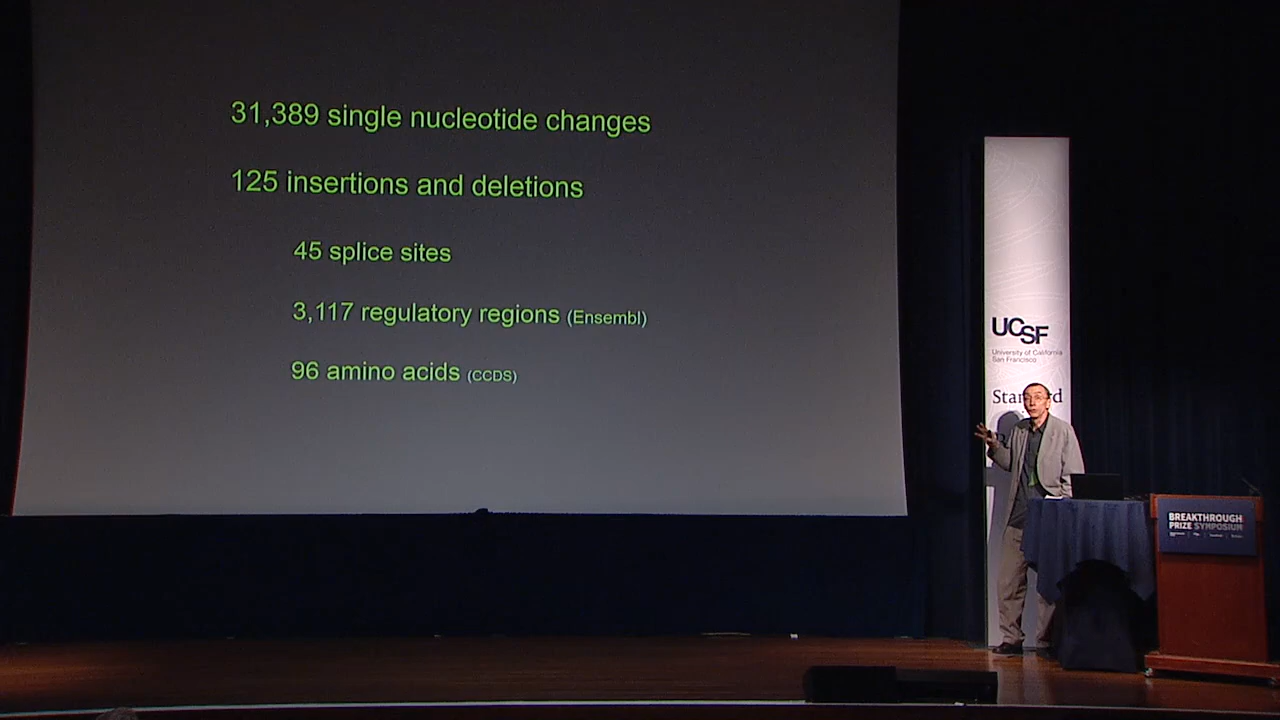 31,389 single nucleotide changes
125 insertions and deletions
45 splice sites
3,117 regulatory regions (Ensembl)
96 amino acids (CCDS)
UCSF
University of California
San Francisco
BREAKTHROUGH
PRIZE SYMPOSIUM